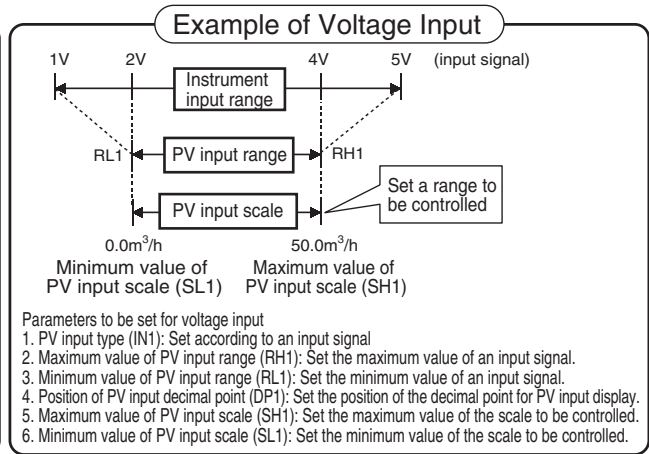 Example of Voltage Input
1V 2V 4V 5V (input signal)
Instrument
input range
RL1 PV input range RH1
Set a range to
be controlled
PV input scale
0.0m³/h 50.0m³/h
Minimum value of Maximum value of
PV input scale (SL1) PV input scale (SH1)
Parameters to be set for voltage input
1. PV input type (IN1): Set according to an input signal
2. Maximum value of PV input range (RH1): Set the maximum value of an input signal.
3. Minimum value of PV input range (RL1): Set the minimum value of an input signal.
4. Position of PV input decimal point (DP1): Set the position of the decimal point for PV input display.
5. Maximum value of PV input scale (SH1): Set the maximum value of the scale to be controlled.
6. Minimum value of PV input scale (SL1): Set the minimum value of the scale to be controlled.